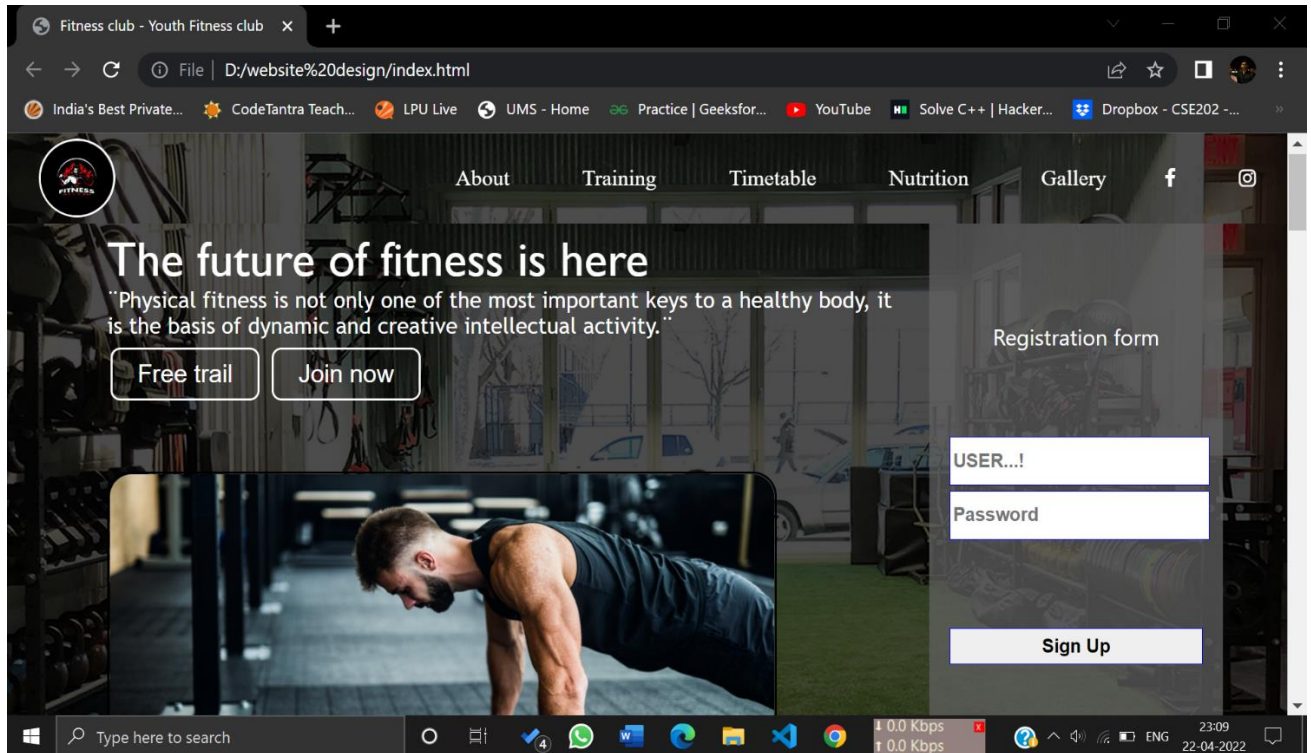 Fitness club - Youth Fitness club
File | D:/website%20design/index.html
India's Best Private... CodeTantra Teach... LPU Live UMS - Home Practice | Geeksfor... YouTube Solve C++ | Hacker... Dropbox - CSE202 -...
FITNESS
About Training Timetable Nutrition Gallery
The future of fitness is here
¨Physical fitness is not only one of the most important keys to a healthy body, it
is the basis of dynamic and creative intellectual activity.¨
Free trail Join now
Registration form
USER...!
Password
Sign Up
Type here to search
4
0.0 Kbps
0.0 Kbps
ENG
23:09
22-04-2022